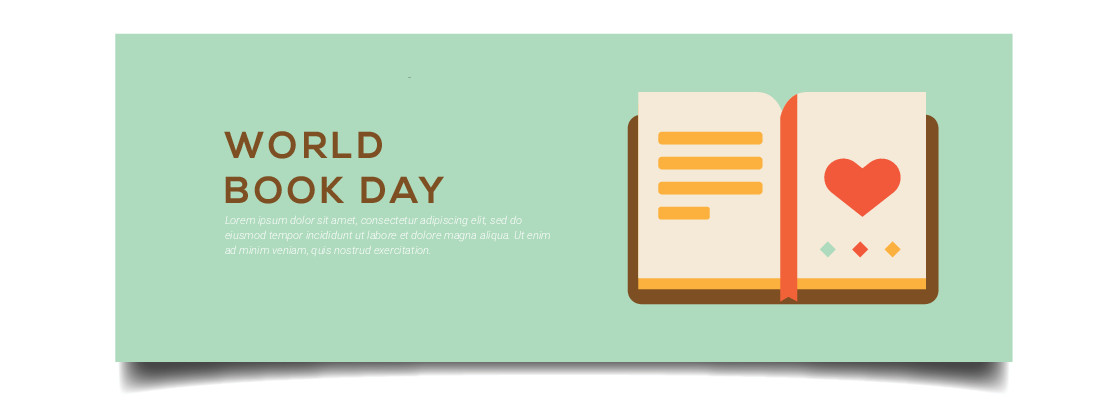 WORLD
BOOK DAY
Lorem ipsum dolor sit amet, consectetur adipiscing elit, sed do
eiusmod tempor incididunt ut labore et dolore magna aliqua. Ut enim
ad minim veniam, quis nostrud exercitation.